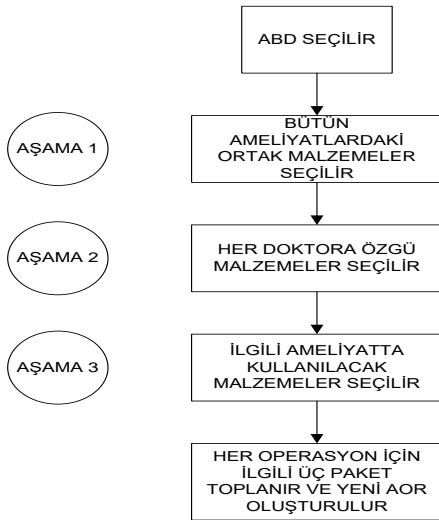 ABD SEÇİLİR
AŞAMA 1
BÜTÜN
AMELİYATLARDAKİ
ORTAK MALZEMELER
SEÇİLİR
AŞAMA 2
HER DOKTORA ÖZGÜ
MALZEMELER SEÇİLİR
AŞAMA 3
İLGİLİ AMELİYATTA
KULLANILACAK
MALZEMELER SEÇİLİR
HER OPERASYON İÇİN
İLGİLİ ÜÇ PAKET
TOPLANIR VE YENİ AOR
OLUŞTURULUR